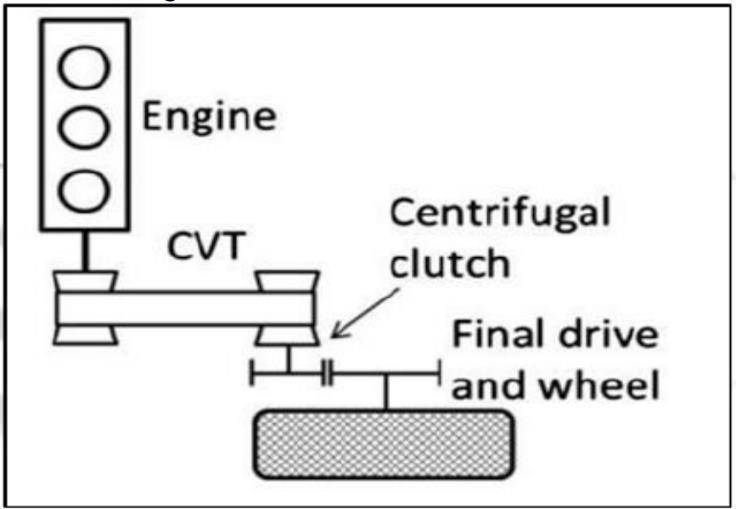 Engine
CVT
Centrifugal
clutch
Final drive
and wheel